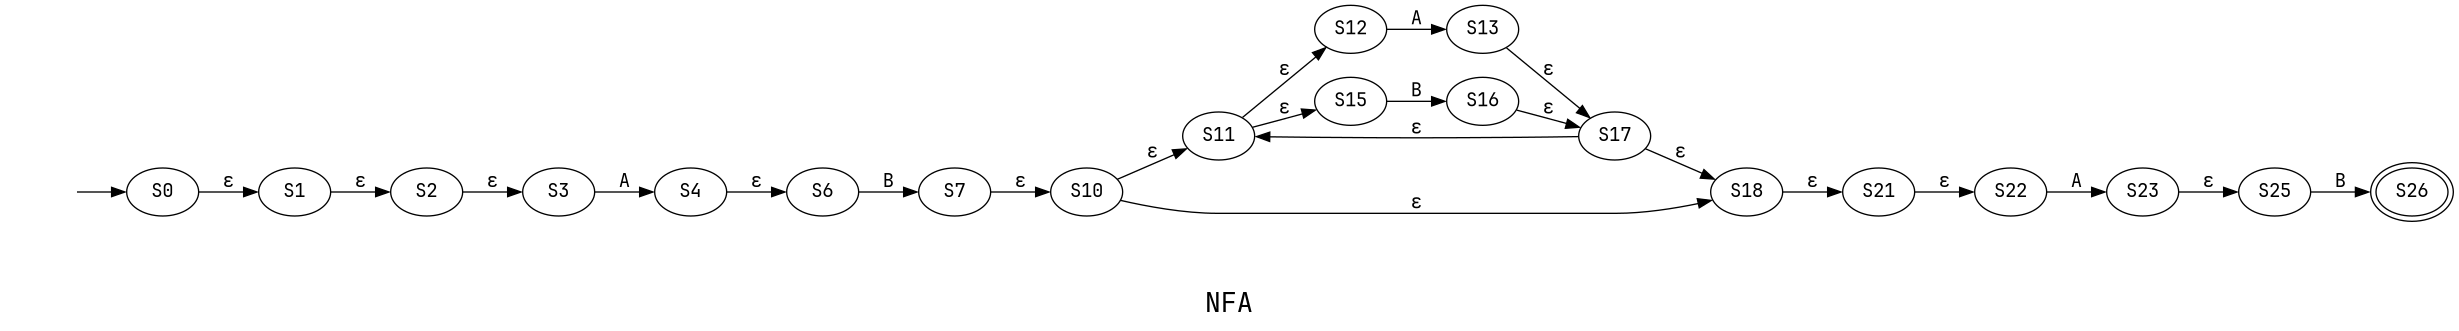 S12 A S13
ε ε
S15 B S16
ε ε
S11 ε S17
ε ε
S0 ε S1 ε S2 ε S3 A S4 ε S6 B S7 ε S10 ε S18 ε S21 ε S22 A S23 ε S25 B S26
NFA